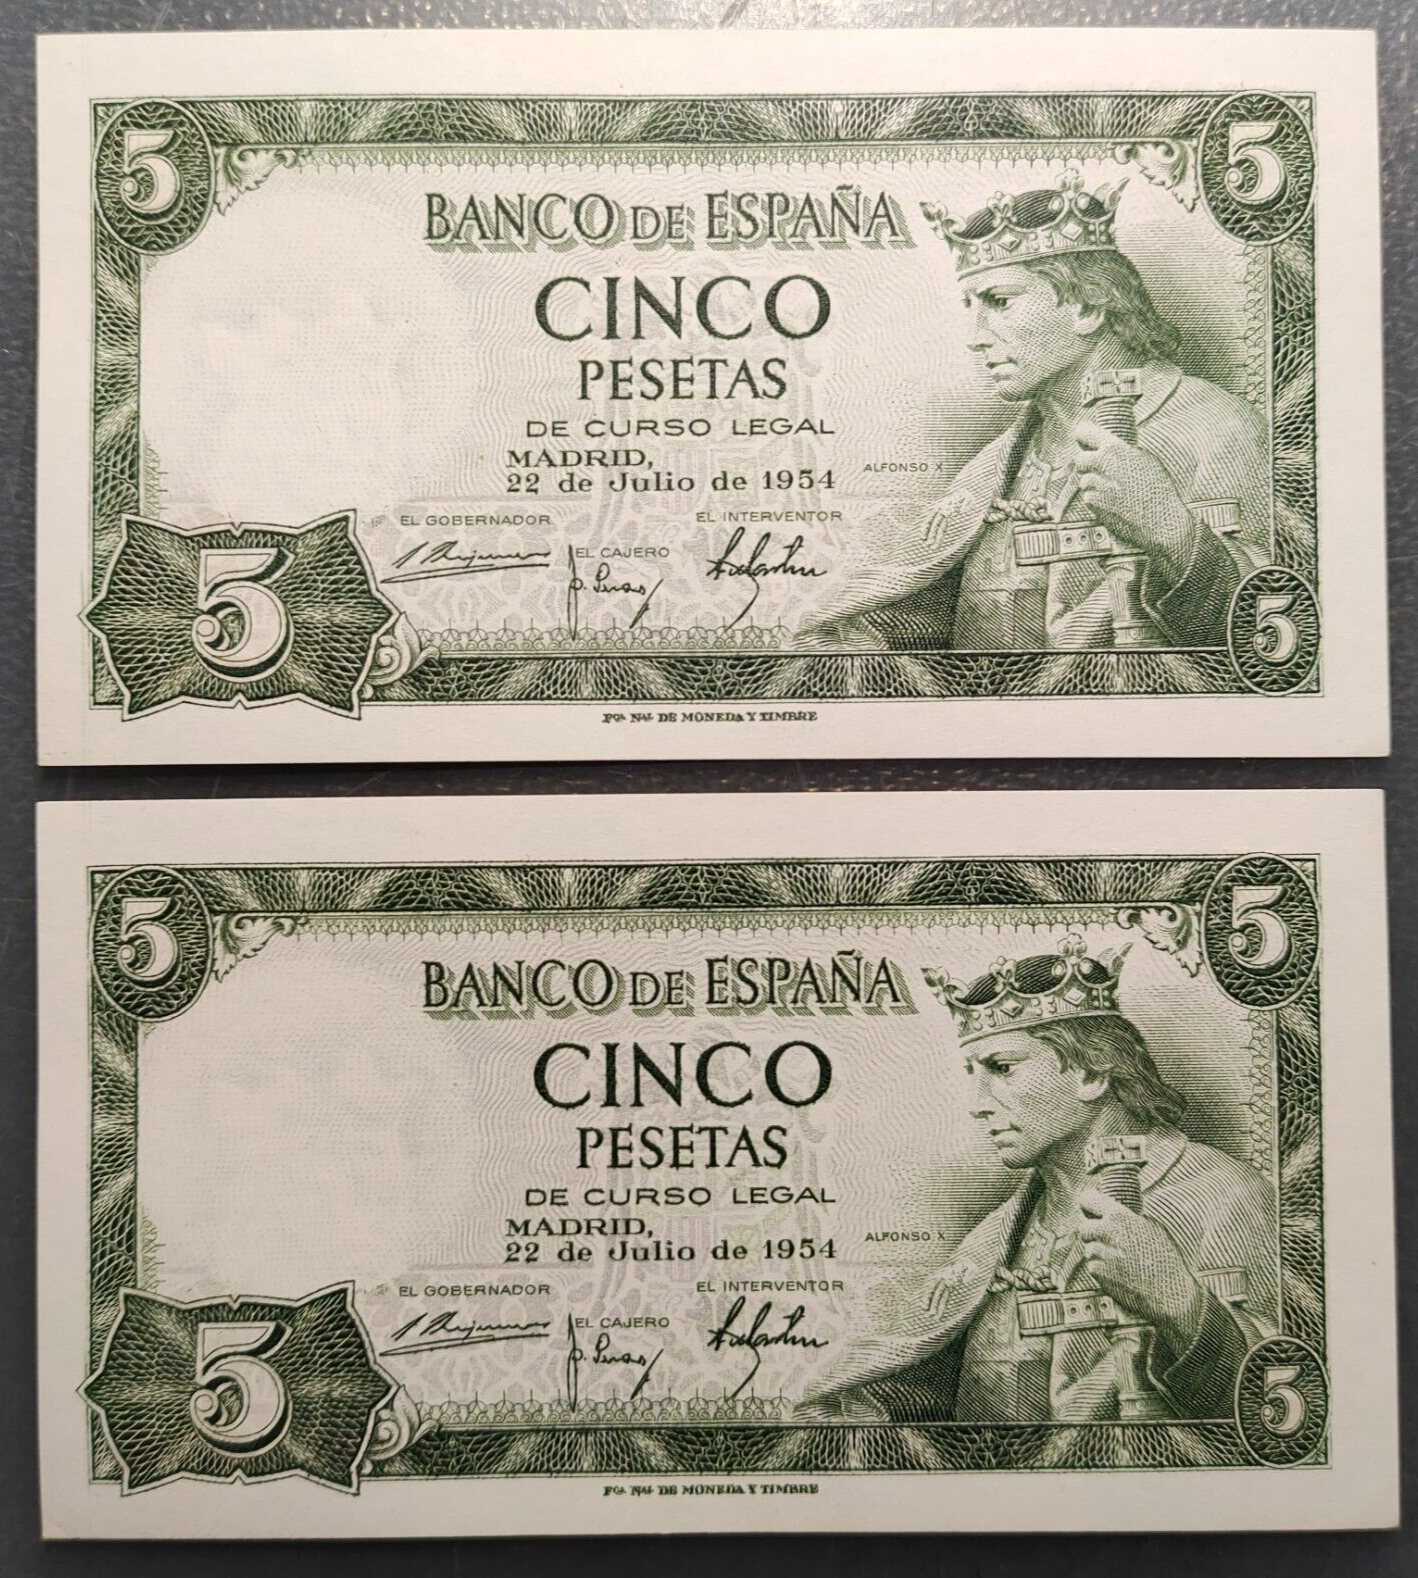 5
5
BANCO DE ESPAÑA
CINCO
PESETAS
DE CURSO LEGAL
MADRID,
22 de Julio de 1954
ALFONSO X
EL GOBERNADOR
EL INTERVENTOR
EL CAJERO
5
5
FCA. NAL. DE MONEDA Y TIMBRE
5
5
BANCO DE ESPAÑA
CINCO
PESETAS
DE CURSO LEGAL
MADRID,
22 de Julio de 1954
ALFONSO X
EL GOBERNADOR
EL INTERVENTOR
EL CAJERO
5
5
FCA. NAL. DE MONEDA Y TIMBRE